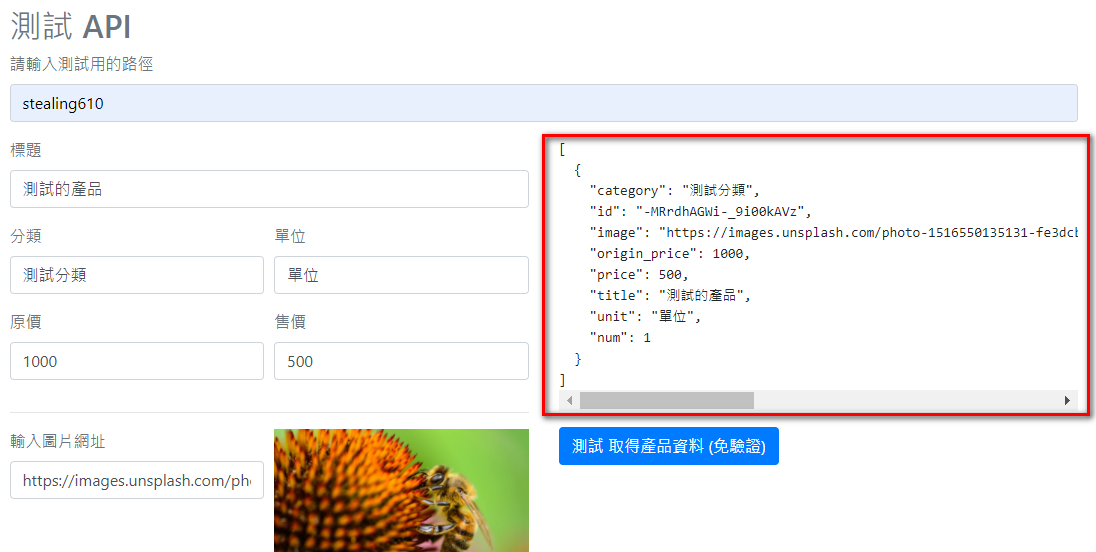 測試 API
請輸入測試用的路徑
stealing610
標題
測試的產品
分類
單位
測試分類
單位
原價
售價
1000
500
輸入圖片網址
https://images.unsplash.com/pho
[
{
"category": "測試分類",
"id": "-MRrdhAGWi-_9i00kAVz",
"image": "https://images.unsplash.com/photo-1516550135131-fe3dcb
"origin_price": 1000,
"price": 500,
"title": "測試的產品",
"unit": "單位",
"num": 1
}
]
測試 取得產品資料 (免驗證)